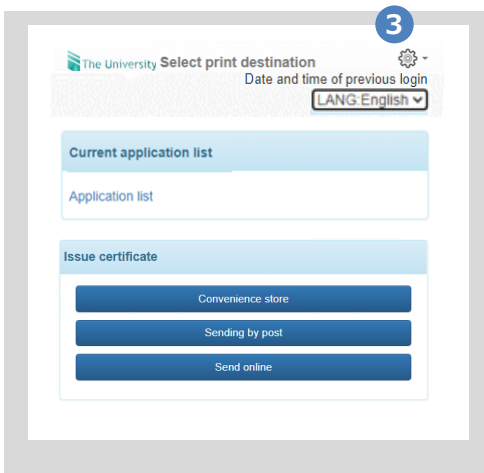 3
The University Select print destination
Date and time of previous login
LANG:English
Current application list
Application list
Issue certificate
Convenience store
Sending by post
Send online